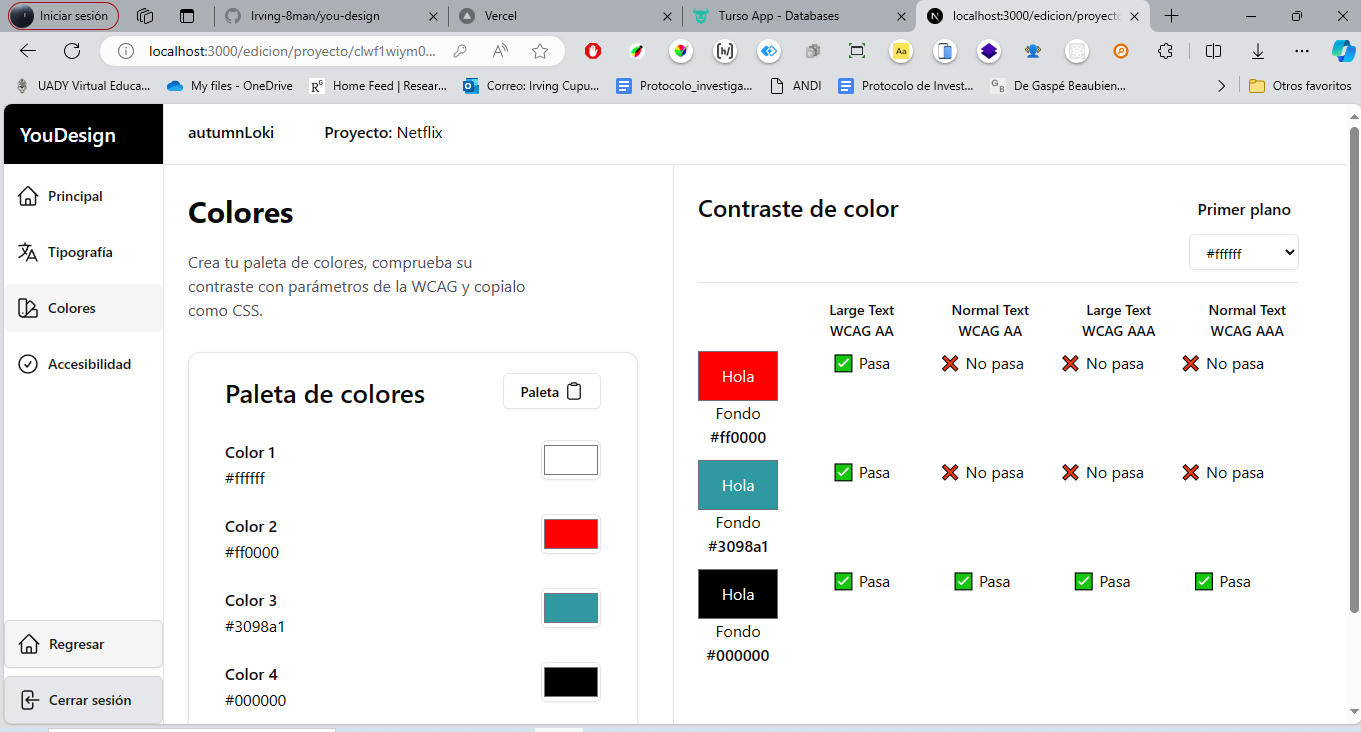 Iniciar sesión
Irving-8man/you-design
Vercel
Turso App - Databases
localhost:3000/edicion/proyecto
localhost:3000/edicion/proyecto/clwf1wiym0...
UADY Virtual Educa...
My files - OneDrive
Home Feed | Resear...
Correo: Irving Cupu...
Protocolo_investiga...
ANDI
Protocolo de Invest...
De Gaspé Beaubien...
Otros favoritos
YouDesign
autumnLoki
Proyecto: Netflix
Principal
Tipografía
Colores
Accesibilidad
Regresar
Cerrar sesión
Colores
Crea tu paleta de colores, comprueba su
contraste con parámetros de la WCAG y copialo
como CSS.
Paleta de colores
Paleta
Color 1
#ffffff
Color 2
#ff0000
Color 3
#3098a1
Color 4
#000000
Contraste de color
Primer plano
#ffffff
Large Text
WCAG AA
Normal Text
WCAG AA
Large Text
WCAG AAA
Normal Text
WCAG AAA
Hola
Fondo
#ff0000
Pasa
No pasa
No pasa
No pasa
Hola
Fondo
#3098a1
Pasa
No pasa
No pasa
No pasa
Hola
Fondo
#000000
Pasa
Pasa
Pasa
Pasa